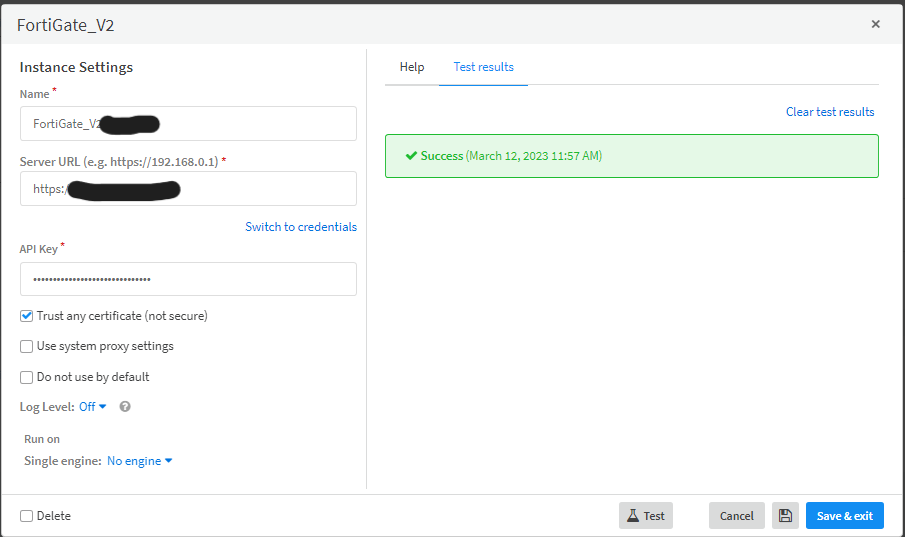 FortiGate_V2
×
Instance Settings
Name *
FortiGate_V2
Server URL (e.g. https://192.168.0.1) *
https:/
Switch to credentials
API Key *
••••••••••••••••••••••••••••••
Trust any certificate (not secure)
Use system proxy settings
Do not use by default
Log Level: Off
Run on
Single engine: No engine
Help Test results
Clear test results
Success (March 12, 2023 11:57 AM)
Delete
Test Cancel Save & exit